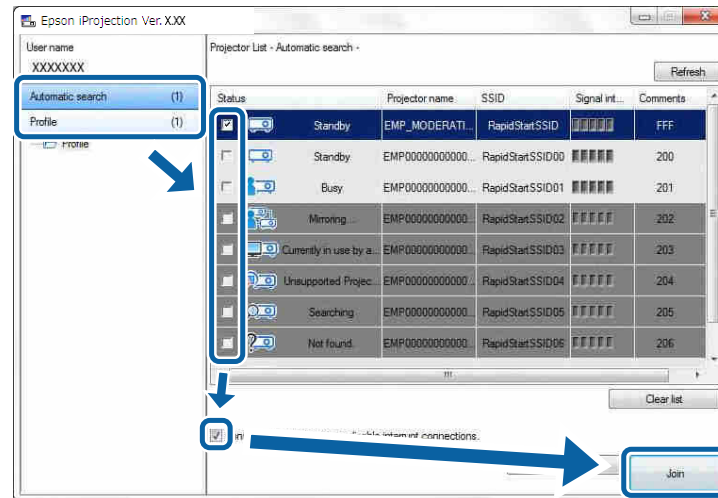 Epson iProjection Ver. X.XX
User name
XXXXXXX
Automatic search (1)
Profile (1)
Profile
Projector List - Automatic search -
Refresh
Status Projector name SSID Signal int... Comments
Standby EMP_MODERATI... RapidStartSSID FFF
Standby EMP00000000000... RapidStartSSID00 200
Busy EMP00000000000... RapidStartSSID01 201
Mirroring... EMP00000000000... RapidStartSSID02 202
Currently in use by a... EMP00000000000... RapidStartSSID03 203
Unsupported Projec... EMP00000000000... RapidStartSSID04 204
Searching EMP00000000000... RapidStartSSID05 205
Not found. EMP00000000000... RapidStartSSID06 206
Clear list
interrupt connections.
Join